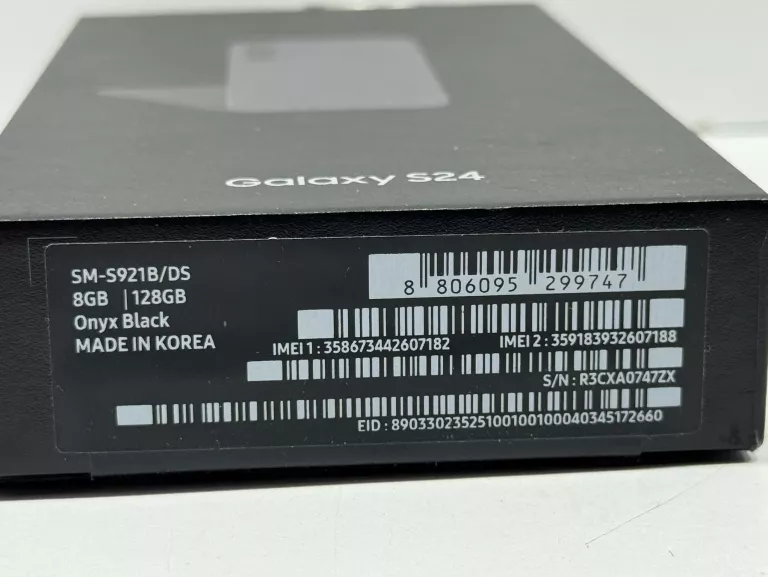 Galaxy S24
SM-S921B/DS
8GB | 128GB
Onyx Black
MADE IN KOREA
8 806095 299747
IMEI 1 : 358673442607182
IMEI 2 : 359183932607188
S/N : R3CXA0747ZX
EID : 89033023525100100100040345172660